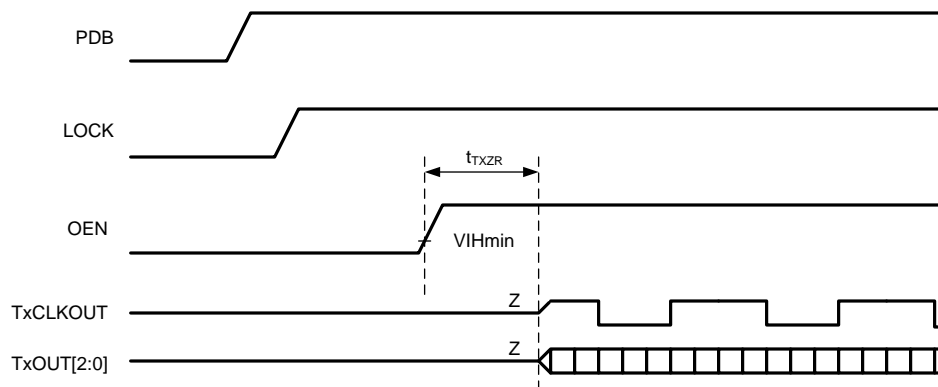 PDB
LOCK
tTXZR
OEN
VIHmin
Z
TxCLKOUT
Z
TxOUT[2:0]